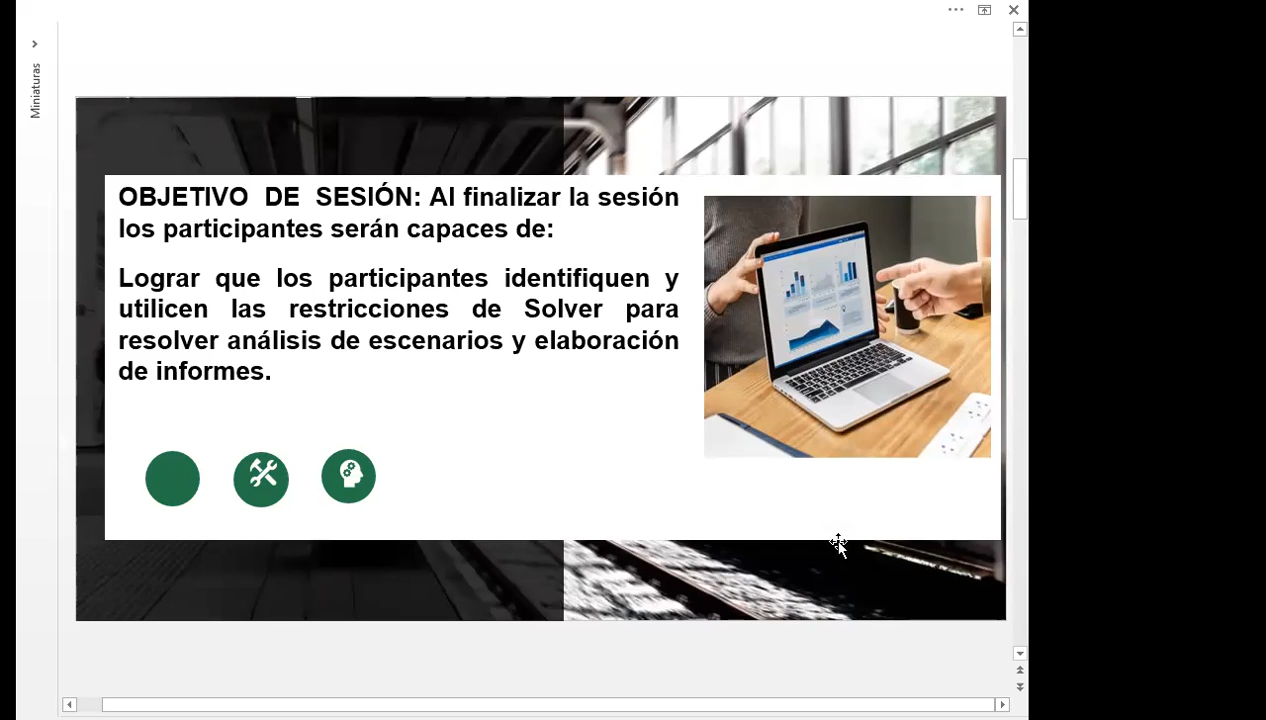 Miniaturas
OBJETIVO DE SESIÓN: Al finalizar la sesión
los participantes serán capaces de:
Lograr que los participantes identifiquen y
utilicen las restricciones de Solver para
resolver análisis de escenarios y elaboración
de informes.